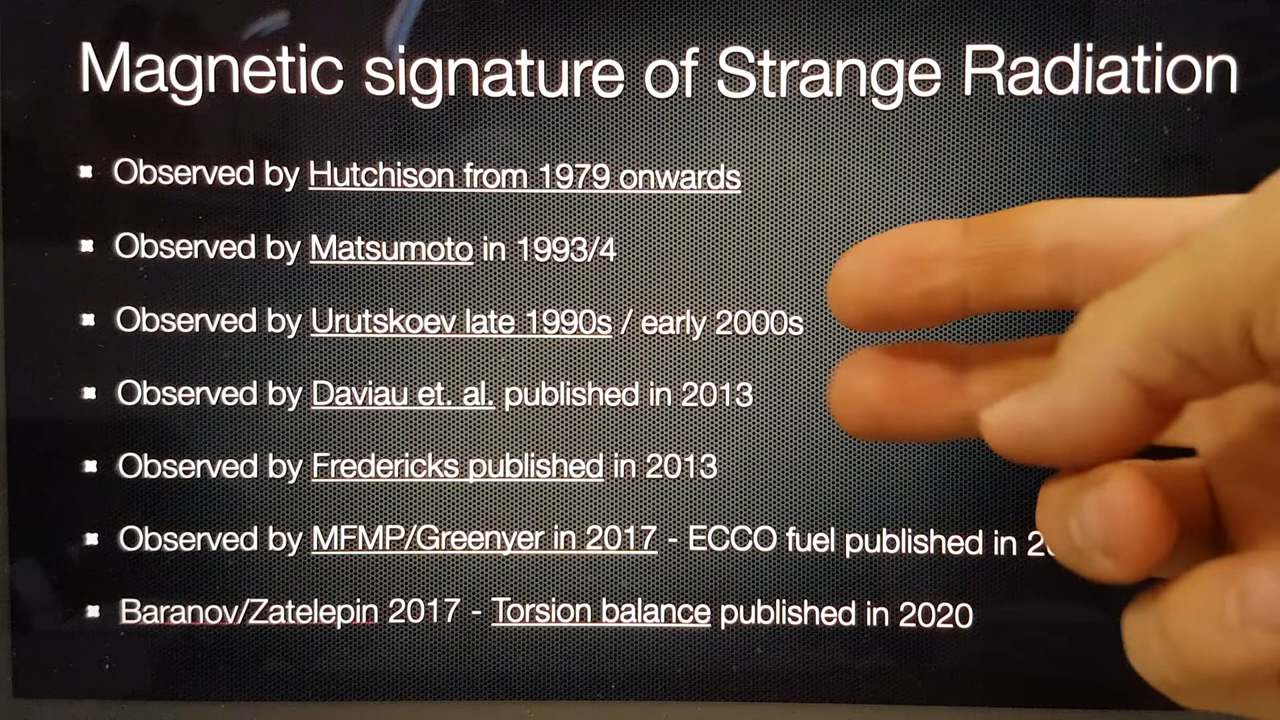 Magnetic signature of Strange Radiation
Observed by Hutchison from 1979 onwards
Observed by Matsumoto in 1993/4
Observed by Urutskoev late 1990s / early 2000s
Observed by Daviau et. al. published in 2013
Observed by Fredericks published in 2013
Observed by MFMP/Greenyer in 2017 - ECCO fuel published in
Baranov/Zatelepin 2017 - Torsion balance published in 2020